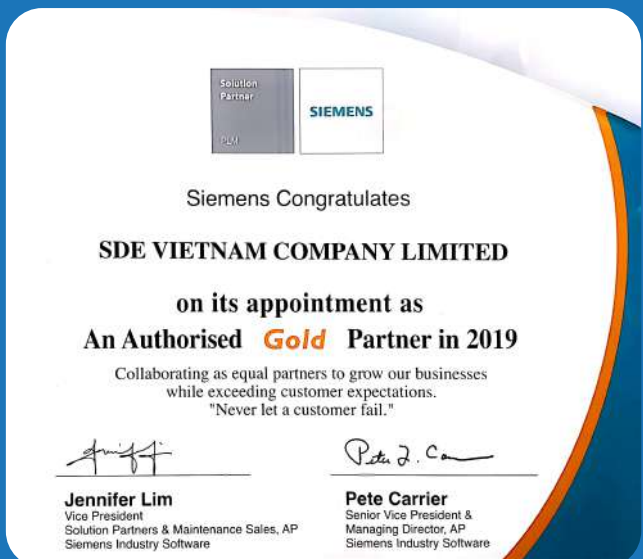 Solution
Partner
PLM
SIEMENS
Siemens Congratulates
SDE VIETNAM COMPANY LIMITED
on its appointment as
An Authorised Gold Partner in 2019
Collaborating as equal partners to grow our businesses
while exceeding customer expectations.
"Never let a customer fail."
Jennifer Lim
Vice President
Solution Partners & Maintenance Sales, AP
Siemens Industry Software
Pete Carrier
Senior Vice President &
Managing Director, AP
Siemens Industry Software